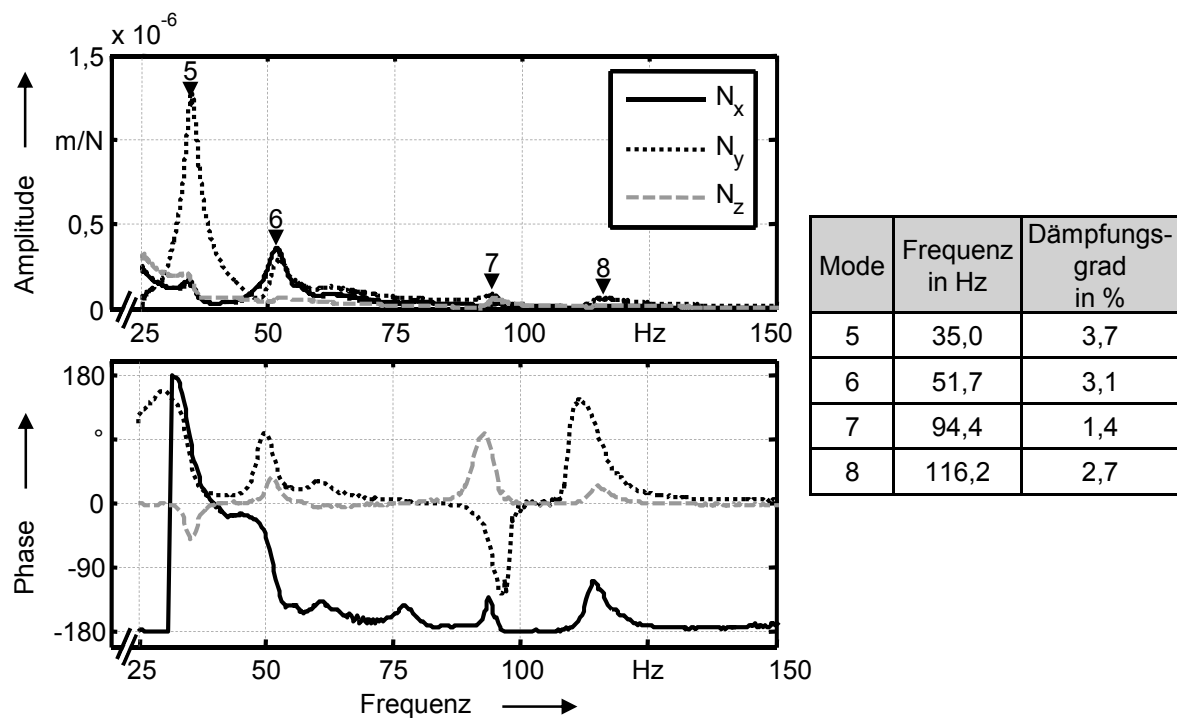 x 10⁻⁶
1,5
m/N
0,5
0
Amplitude
5
6
7
8
Nₓ
N_y
N_z
25 50 75 100 Hz 150
180
°
0
-90
-180
Phase
25 50 75 100 Hz 150
Frequenz
Mode Frequenz in Hz Dämpfungs-
grad
in %
5 35,0 3,7
6 51,7 3,1
7 94,4 1,4
8 116,2 2,7